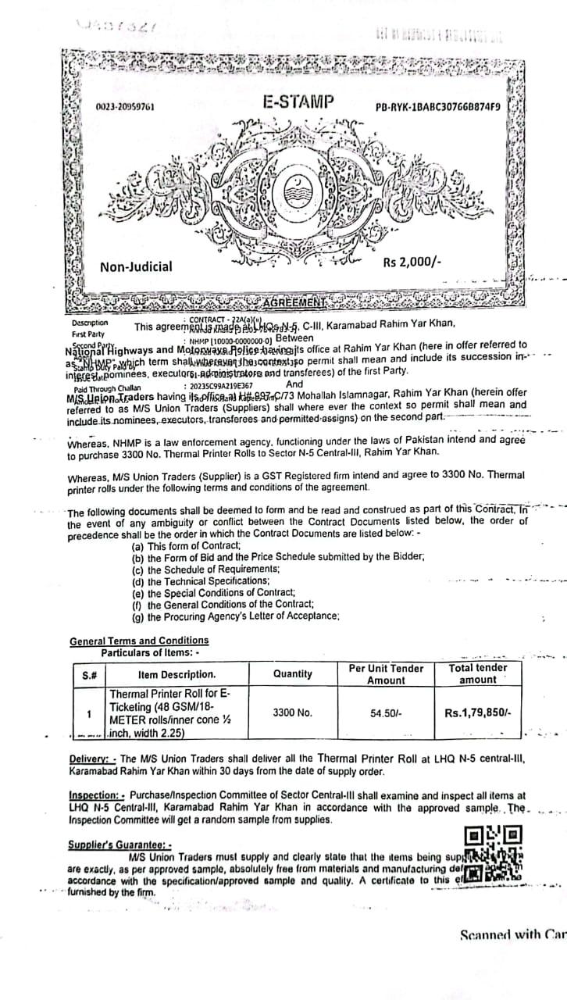 E-STAMP
0023-20959761
PB-RYK-1BABC30766B874F9
Non-Judicial
Rs 2,000/-
AGREEMENT
Description
: CONTRACT - 22A(a)(ii)
This agreement is made at LHQs N-5, C-III, Karamabad Rahim Yar Khan,
First Party
: NHMP [10000-0000000-0]
Between
Second Party
National Highways and Motorways Police having its office at Rahim Yar Khan (here in offer referred to
as "NHMP" which term shall wherever the context so permit shall mean and include its succession in-
Stamp Duty Paid by
interest, nominees, executors, administrators and transferees) of the first Party.
Issue Date
Paid Through Challan
: 20235C99A219E367
And
M/S Union Traders having its office at H# 997-C/73 Mohallah Islamnagar, Rahim Yar Khan (herein offer
referred to as M/S Union Traders (Suppliers) shall where ever the context so permit shall mean and
include its nominees, executors, transferees and permitted assigns) on the second part.
Whereas, NHMP is a law enforcement agency, functioning under the laws of Pakistan intend and agree
to purchase 3300 No. Thermal Printer Rolls to Sector N-5 Central-III, Rahim Yar Khan.
Whereas, M/S Union Traders (Supplier) is a GST Registered firm intend and agree to 3300 No. Thermal
printer rolls under the following terms and conditions of the agreement.
The following documents shall be deemed to form and be read and construed as part of this Contract, In
the event of any ambiguity or conflict between the Contract Documents listed below, the order of
precedence shall be the order in which the Contract Documents are listed below: -
(a) This form of Contract;
(b) the Form of Bid and the Price Schedule submitted by the Bidder;
(c) the Schedule of Requirements;
(d) the Technical Specifications;
(e) the Special Conditions of Contract;
(f) the General Conditions of the Contract;
(g) the Procuring Agency's Letter of Acceptance;
General Terms and Conditions
Particulars of Items: -
S.# Item Description. Quantity Per Unit Tender Amount Total tender amount
1 Thermal Printer Roll for E-
Ticketing (48 GSM/18-
METER rolls/inner cone ½
inch, width 2.25)
3300 No. 54.50/- Rs.1,79,850/-
Delivery: - The M/S Union Traders shall deliver all the Thermal Printer Roll at LHQ N-5 central-III,
Karamabad Rahim Yar Khan within 30 days from the date of supply order.
Inspection: - Purchase/Inspection Committee of Sector Central-III shall examine and inspect all items at
LHQ N-5 Central-III, Karamabad Rahim Yar Khan in accordance with the approved sample. The
Inspection Committee will get a random sample from supplies.
Supplier's Guarantee: -
M/S Union Traders must supply and clearly state that the items being sup
are exactly, as per approved sample, absolutely free from materials and manufacturing def
accordance with the specification/approved sample and quality. A certificate to this ef
furnished by the firm.
Scanned with Cam